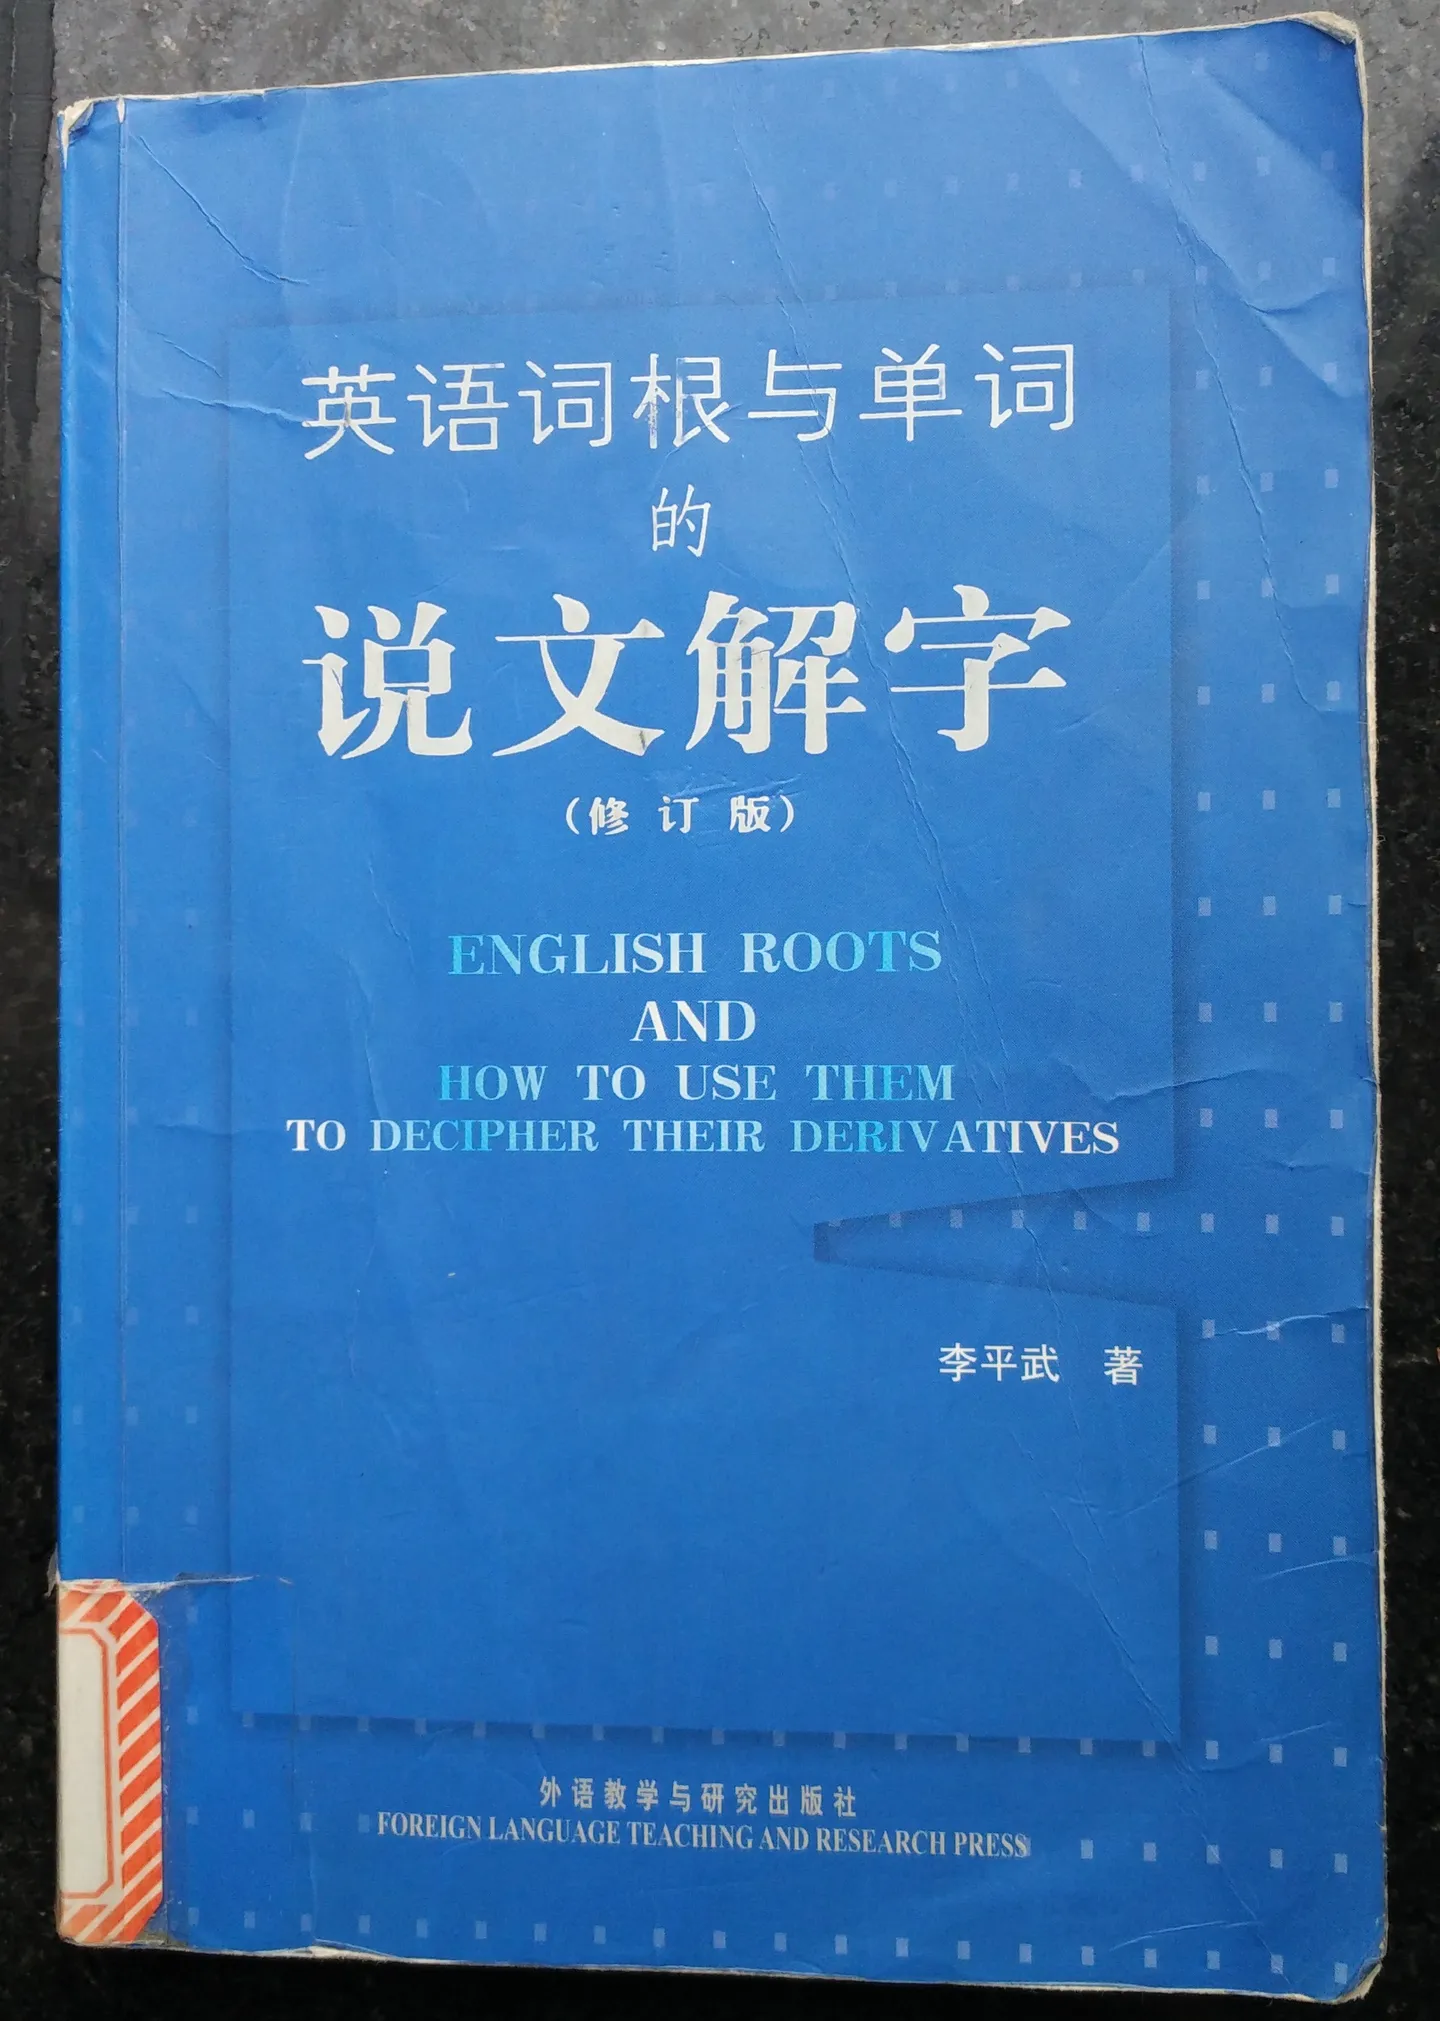 英语词根与单词
的
说文解字
（修订版）
ENGLISH ROOTS
AND
HOW TO USE THEM
TO DECIPHER THEIR DERIVATIVES
李平武 著
外语教学与研究出版社
FOREIGN LANGUAGE TEACHING AND RESEARCH PRESS